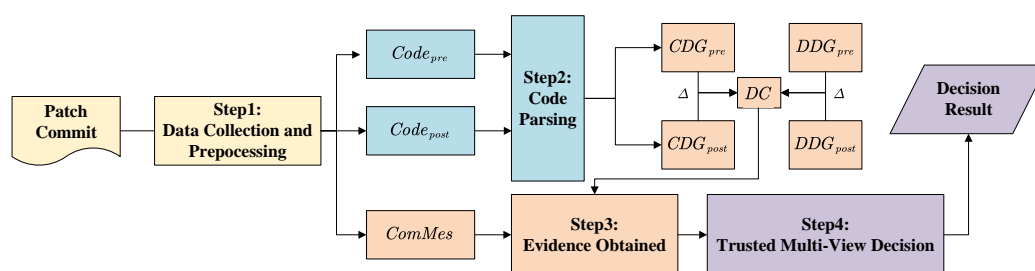 Patch
Commit
Step1:
Data Collection and
Prepocessing
Code_pre
Code_post
ComMes
Step2:
Code
Parsing
CDG_pre
DDG_pre
Δ
DC
Δ
CDG_post
DDG_post
Step3:
Evidence Obtained
Step4:
Trusted Multi-View Decision
Decision
Result